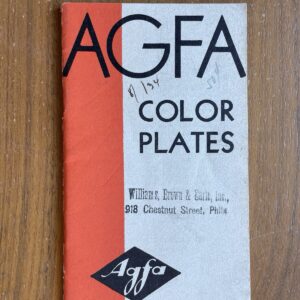 AGFA
COLOR
PLATES
Williams, Brown & Earle, Inc.,
918 Chestnut Street, Phila
Agfa